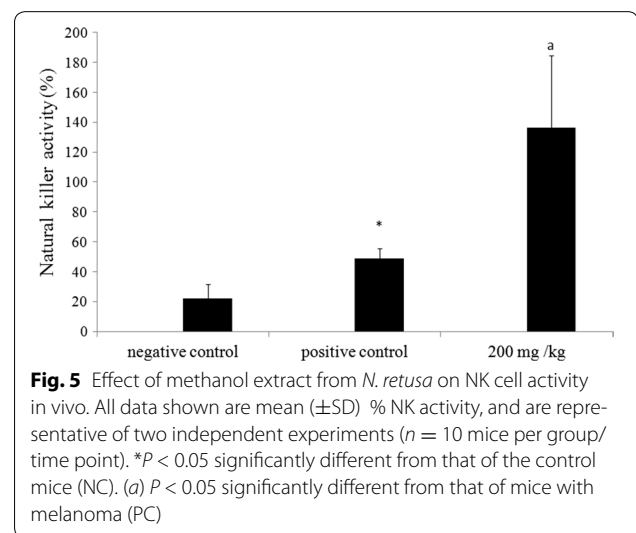 200
180
160
140
120
100
80
60
40
20
0
Natural killer activity (%)
*
a
negative control
positive control
200 mg /kg
Fig. 5 Effect of methanol extract from N. retusa on NK cell activity
in vivo. All data shown are mean (±SD) % NK activity, and are repre-
sentative of two independent experiments (n = 10 mice per group/
time point). *P < 0.05 significantly different from that of the control
mice (NC). (a) P < 0.05 significantly different from that of mice with
melanoma (PC)